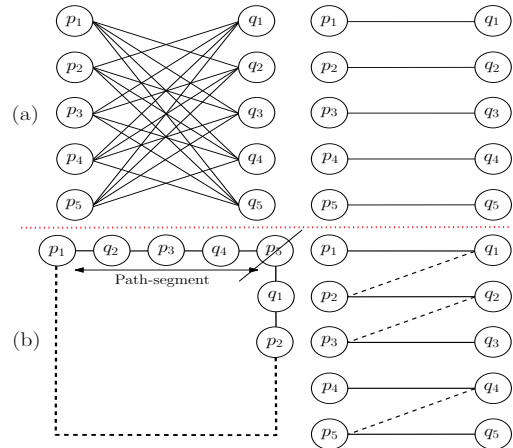 p1 q1 p1 q1
p2 q2 p2 q2
(a) p3 q3 p3 q3
p4 q4 p4 q4
p5 q5 p5 q5
p1 q2 p3 q4 p5 p1 q1
Path-segment
q1 p2 q2
(b) p2 p3 q3
p4 q4
p5 q5